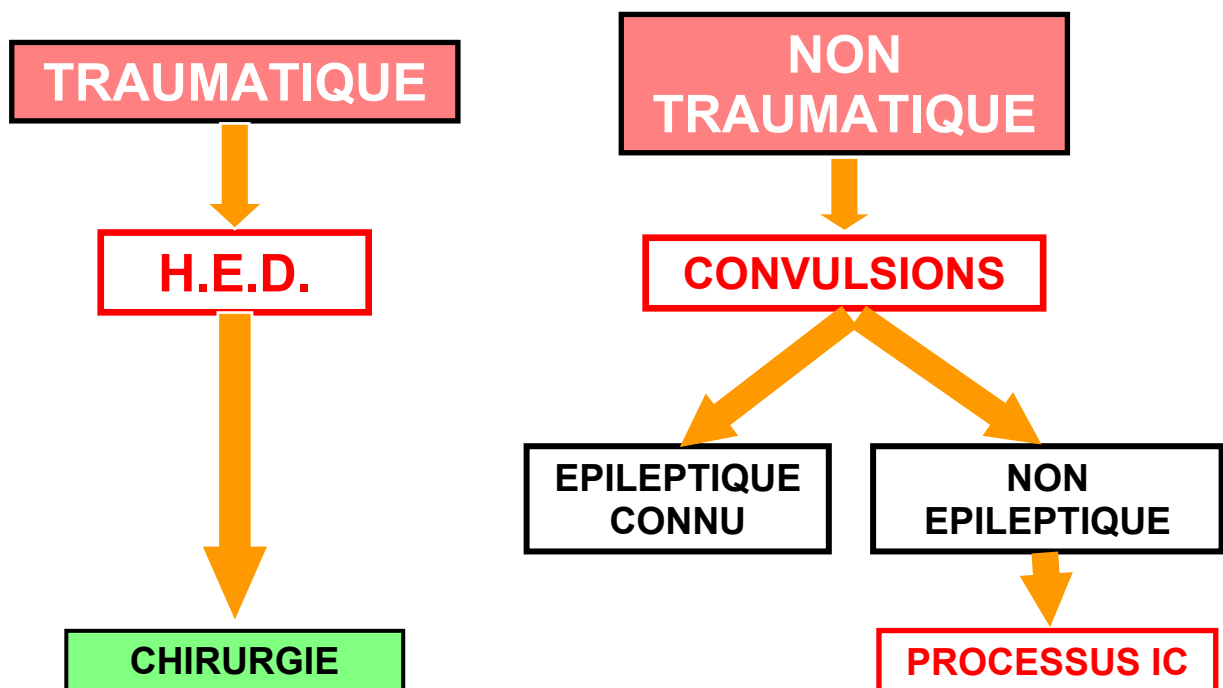 TRAUMATIQUE
NON
TRAUMATIQUE
H.E.D.
CONVULSIONS
EPILEPTIQUE
CONNU
NON
EPILEPTIQUE
CHIRURGIE
PROCESSUS IC